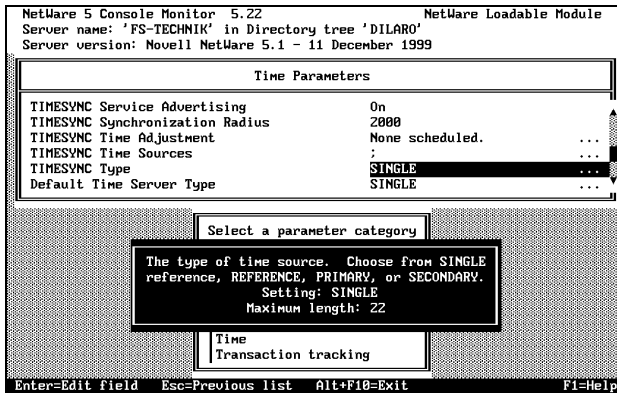 NetWare 5 Console Monitor  5.22                    NetWare Loadable Module
Server name: 'FS-TECHNIK' in Directory tree 'DILARO'
Server version: Novell NetWare 5.1 - 11 December 1999
Time Parameters
TIMESYNC Service Advertising                On
TIMESYNC Synchronization Radius             2000
TIMESYNC Time Adjustment                    None scheduled.            ...
TIMESYNC Time Sources                       ;                          ...
TIMESYNC Type                               SINGLE                     ...
Default Time Server Type                    SINGLE                     ...
Select a parameter category
The type of time source.  Choose from SINGLE
reference, REFERENCE, PRIMARY, or SECONDARY.
Setting: SINGLE
Maximum length: 22
Time
Transaction tracking
Enter=Edit field   Esc=Previous list   Alt+F10=Exit                    F1=Help